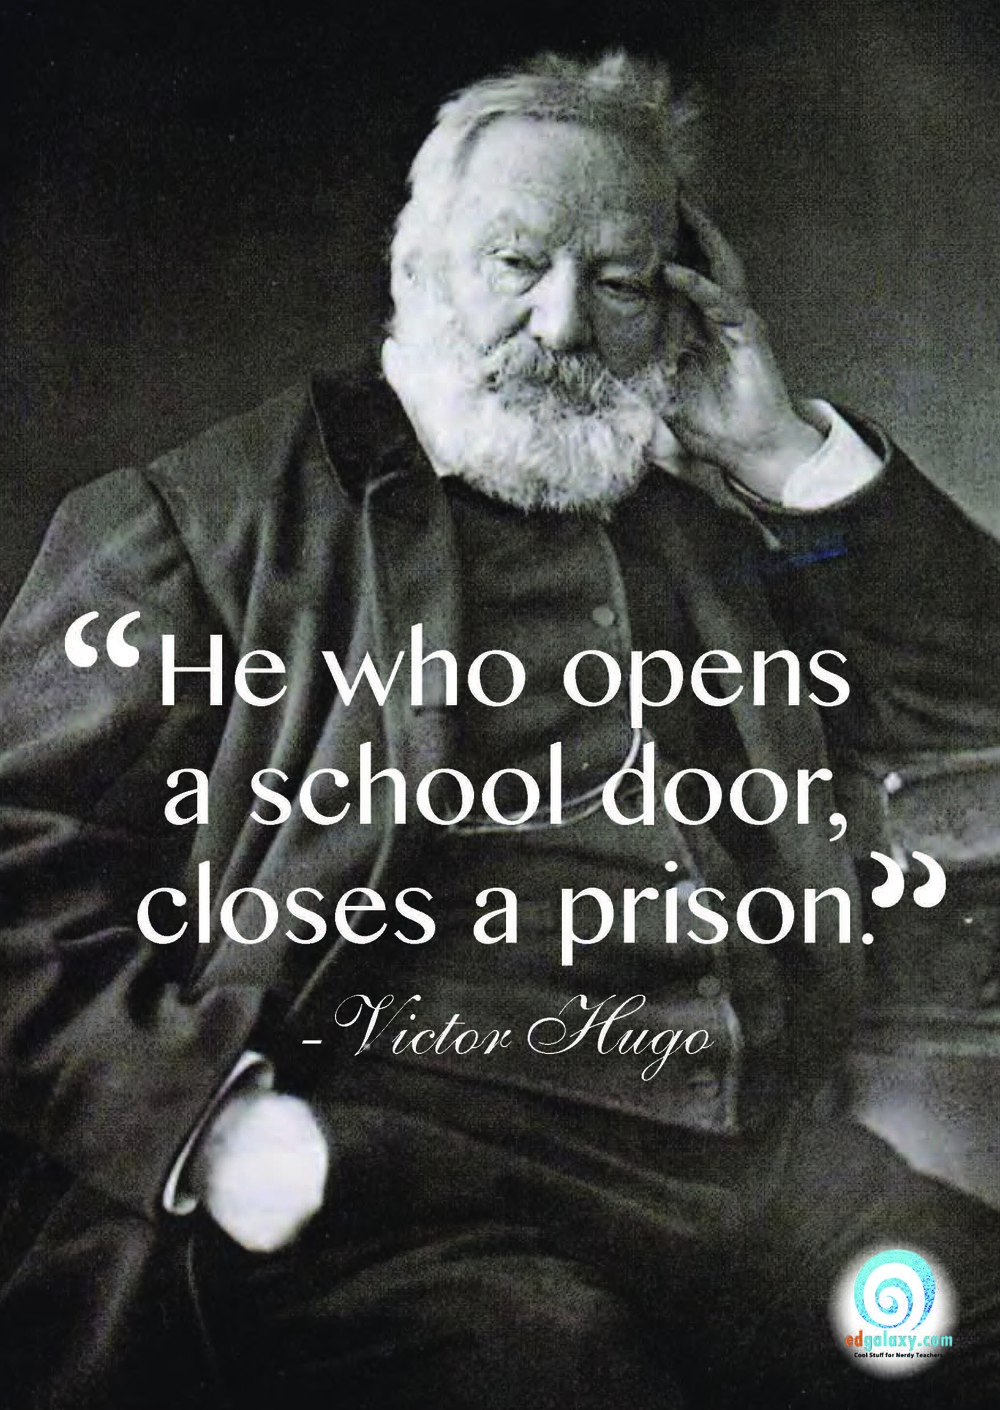 “He who opens
a school door,
closes a prison.”
- Victor Hugo
edgalaxy.com
Cool Stuff for Nerdy Teachers